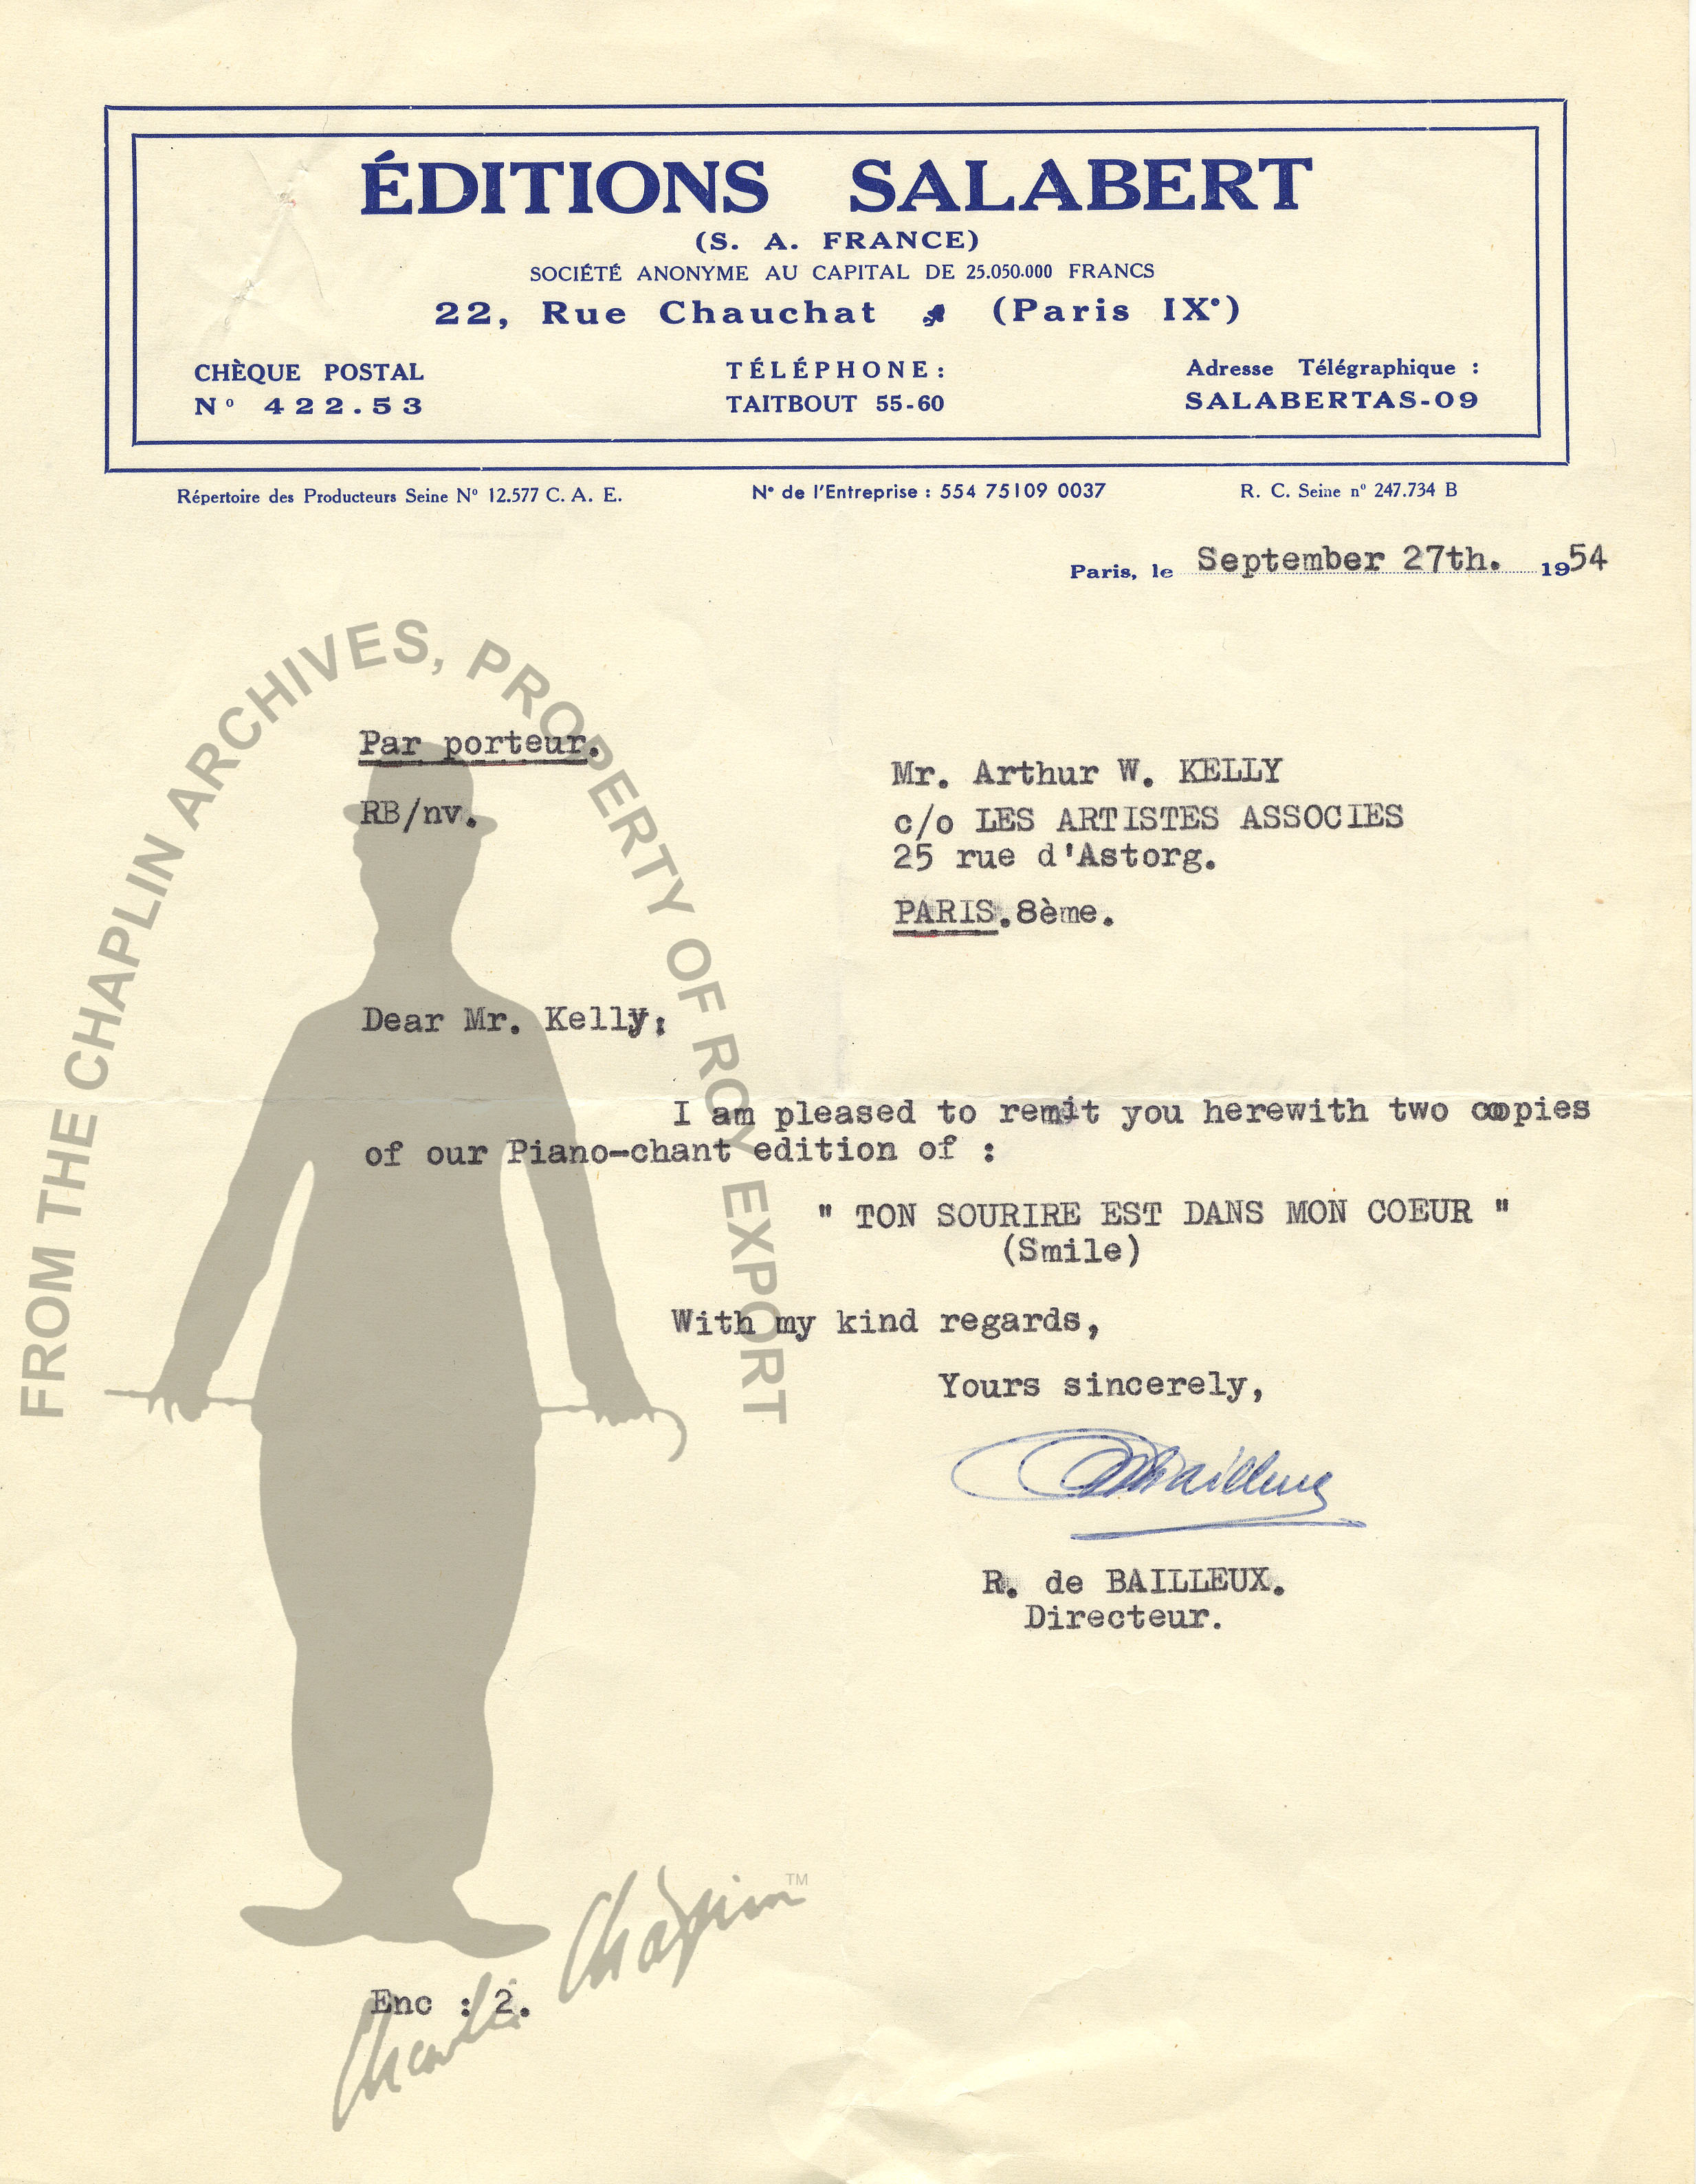 ÉDITIONS SALABERT
(S. A. FRANCE)
SOCIÉTÉ ANONYME AU CAPITAL DE 25.050.000 FRANCS
22, Rue Chauchat (Paris IXᵉ)
CHÈQUE POSTAL
Nº 422.53
TÉLÉPHONE:
TAITBOUT 55-60
Adresse Télégraphique :
SALABERTAS-09
Répertoire des Producteurs Seine Nº 12.577 C. A. E.
Nº de l'Entreprise : 554 75109 0037
R. C. Seine nº 247.734 B
Paris, le September 27th. 1954
FROM THE CHAPLIN ARCHIVES, PROPERTY OF ROY EXPORT
Par porteur.
RB/nv.
Mr. Arthur W. KELLY
c/o LES ARTISTES ASSOCIES
25 rue d'Astorg.
PARIS.8ème.
Dear Mr. Kelly;
I am pleased to remit you herewith two copies
of our Piano-chant edition of :
" TON SOURIRE EST DANS MON COEUR "
(Smile)
With my kind regards,
Yours sincerely,
R. de BAILLEUX.
Directeur.
Enc : 2.
Charlie Chaplin™